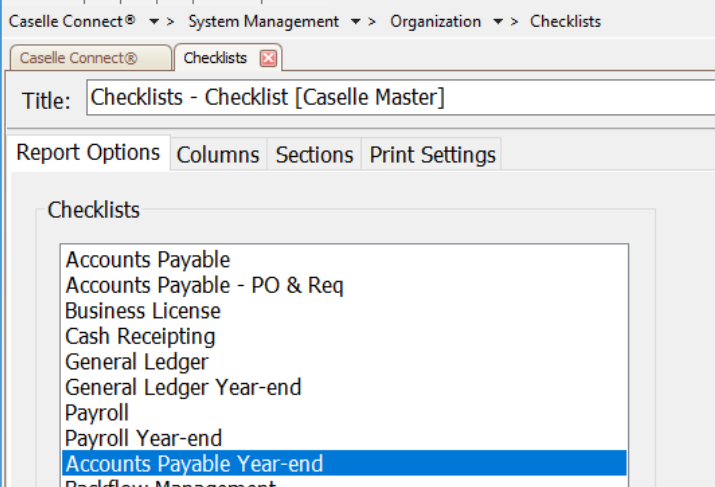 Caselle Connect® > System Management > Organization > Checklists
Caselle Connect® Checklists
Title: Checklists - Checklist [Caselle Master]
Report Options Columns Sections Print Settings
Checklists
Accounts Payable
Accounts Payable - PO & Req
Business License
Cash Receipting
General Ledger
General Ledger Year-end
Payroll
Payroll Year-end
Accounts Payable Year-end
Backflow Management